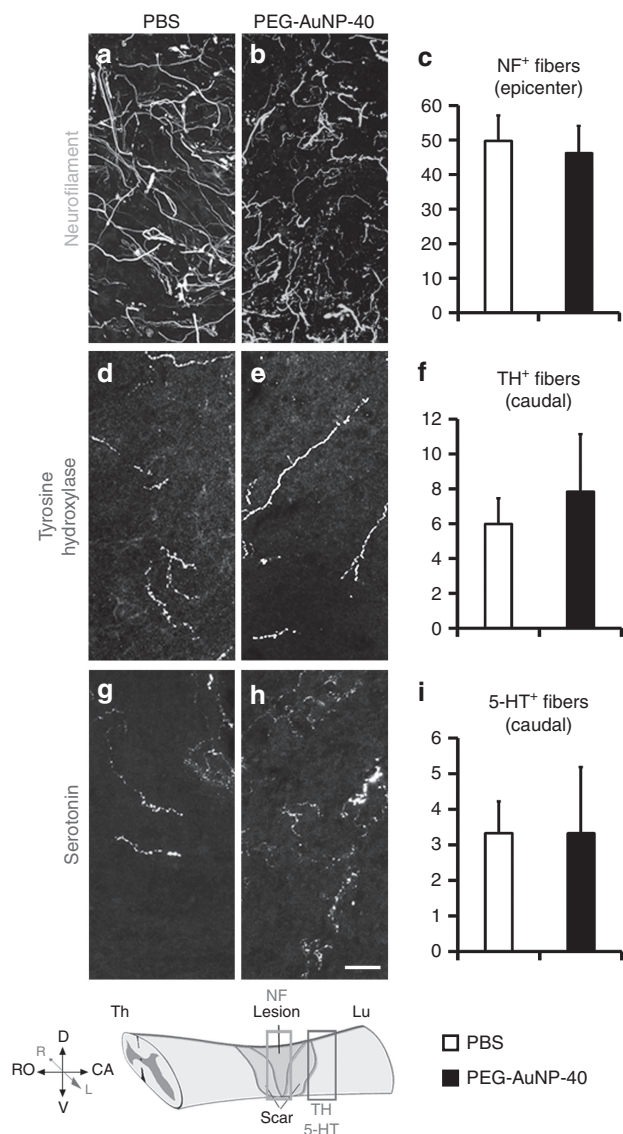 PBS
PEG-AuNP-40
a
b
c
NF+ fibers
(epicenter)
Neurofilament
60
50
40
30
20
10
0
d
e
f
TH+ fibers
(caudal)
Tyrosine
hydroxylase
12
10
8
6
4
2
0
g
h
i
5-HT+ fibers
(caudal)
Serotonin
6
5
4
3
2
1
0
Th
NF
Lesion
Lu
D
R
RO
CA
L
V
Scar
TH
5-HT
PBS
PEG-AuNP-40